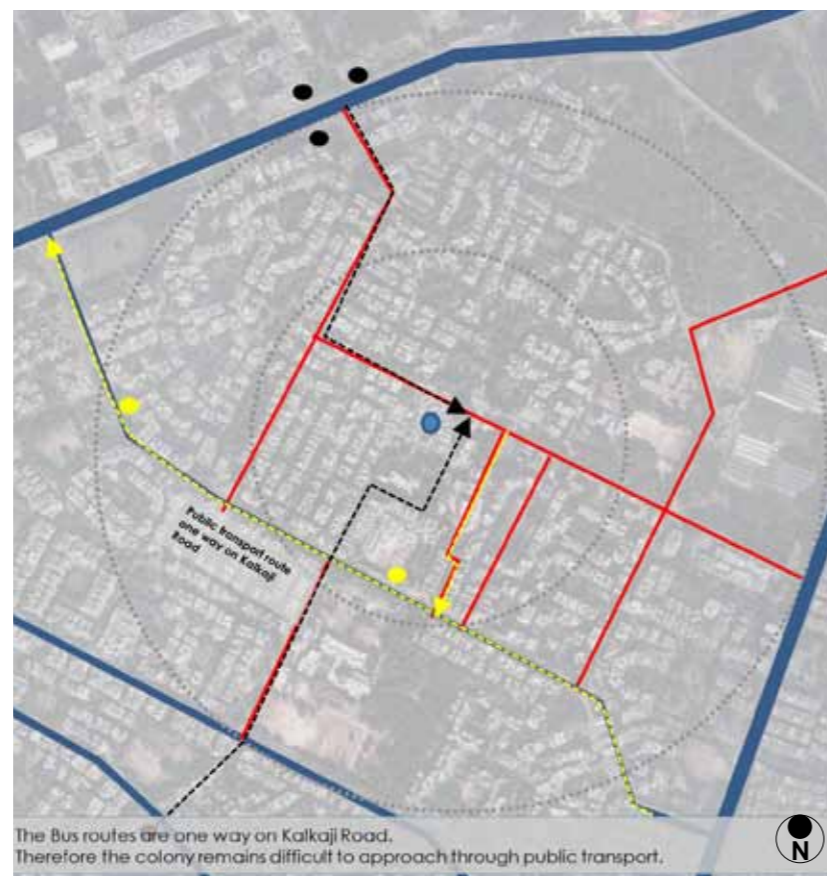 Public transport route
one way on Kalkaji
Road
The Bus routes are one way on Kalkaji Road.
Therefore the colony remains difficult to approach through public transport.
N